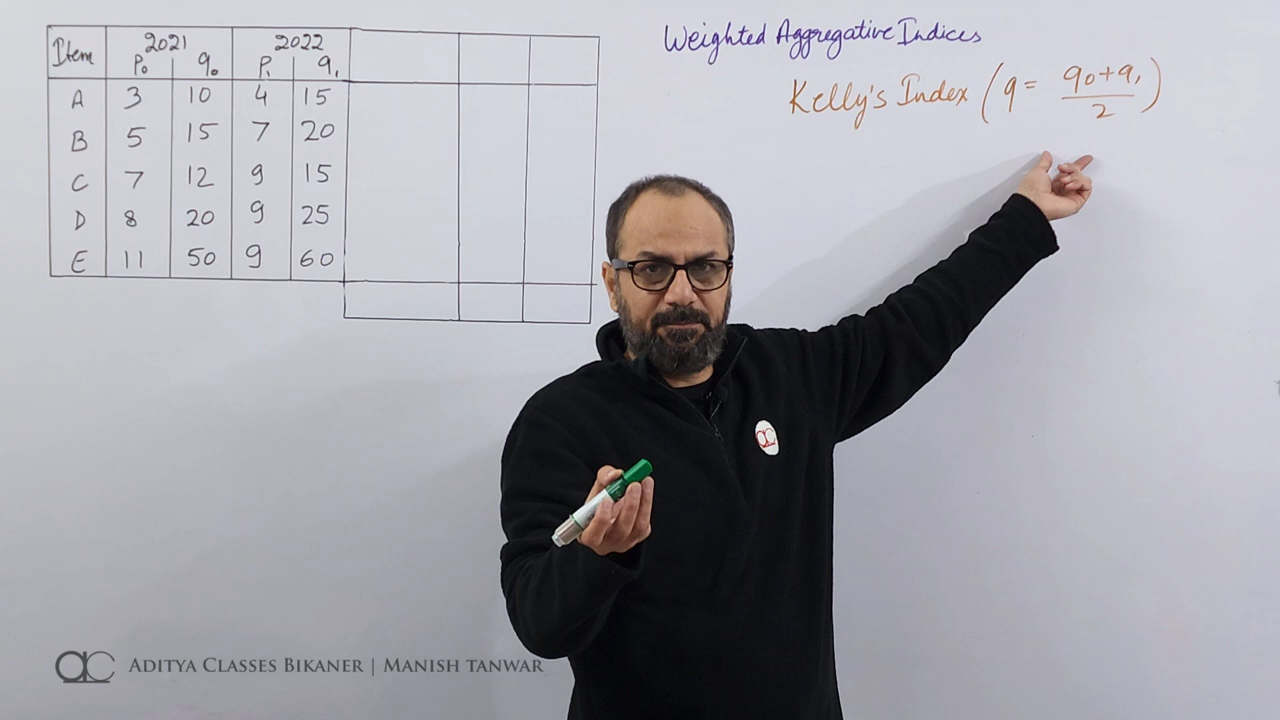 Weighted Aggregative Indices
Kelly's Index (q = q₀+q₁/2)
Item 2021 2022
P₀ q₀ P₁ q₁
A 3 10 4 15
B 5 15 7 20
C 7 12 9 15
D 8 20 9 25
E 11 50 9 60
ac
ac ADITYA CLASSES BIKANER | MANISH TANWAR